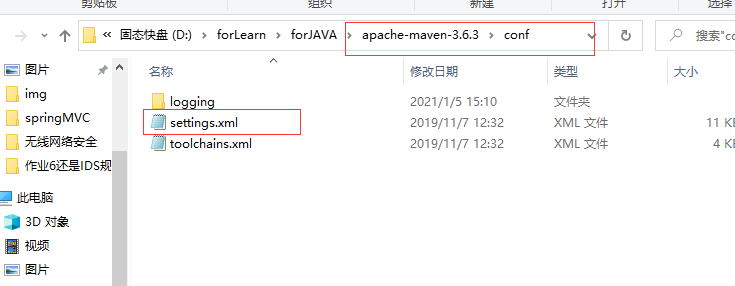 剪贴板 组织 新建 打开 选择
« 固态快盘 (D:) › forLearn › forJAVA › apache-maven-3.6.3 › conf 搜索"co
图片 名称 修改日期 类型 大小
img logging 2021/1/5 15:10 文件夹
springMVC settings.xml 2019/11/7 12:32 XML 文件 11 KB
无线网络安全 toolchains.xml 2019/11/7 12:32 XML 文件 4 KB
作业6还是IDS规
此电脑
3D 对象
视频
图片